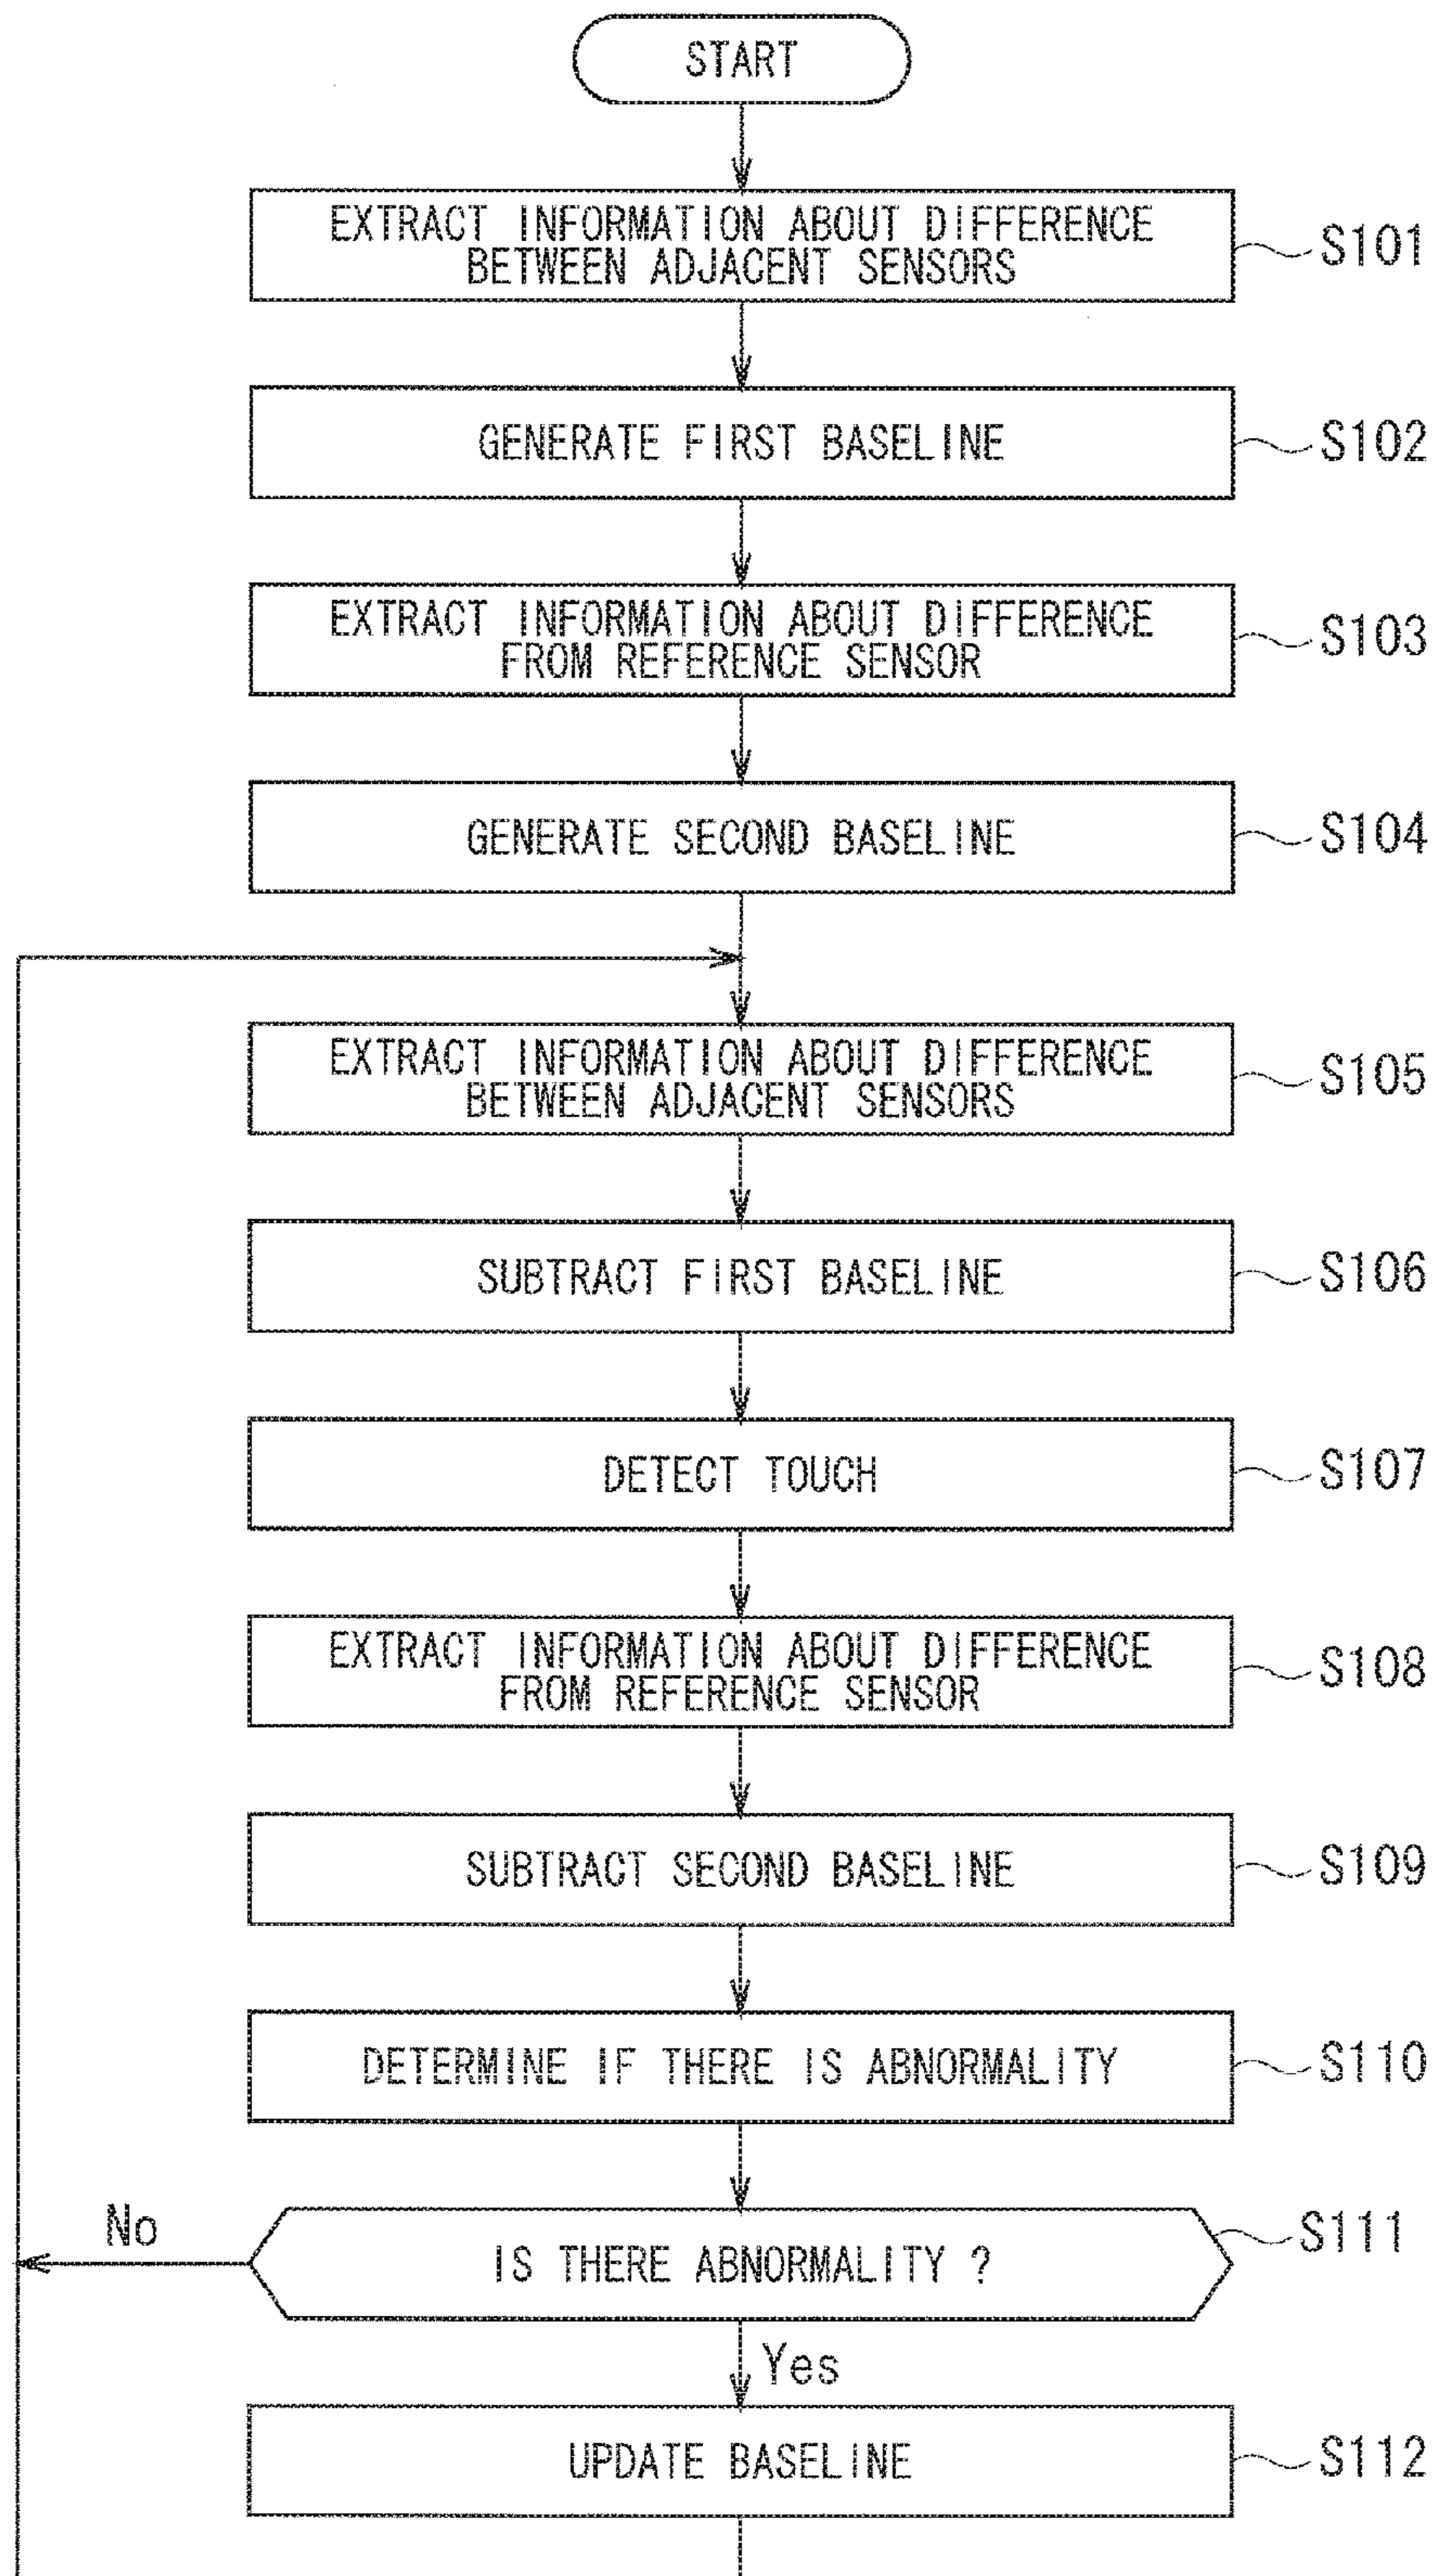 START
EXTRACT INFORMATION ABOUT DIFFERENCE
BETWEEN ADJACENT SENSORS
S101
GENERATE FIRST BASELINE
S102
EXTRACT INFORMATION ABOUT DIFFERENCE
FROM REFERENCE SENSOR
S103
GENERATE SECOND BASELINE
S104
EXTRACT INFORMATION ABOUT DIFFERENCE
BETWEEN ADJACENT SENSORS
S105
SUBTRACT FIRST BASELINE
S106
DETECT TOUCH
S107
EXTRACT INFORMATION ABOUT DIFFERENCE
FROM REFERENCE SENSOR
S108
SUBTRACT SECOND BASELINE
S109
DETERMINE IF THERE IS ABNORMALITY
S110
No
IS THERE ABNORMALITY ?
S111
Yes
UPDATE BASELINE
S112